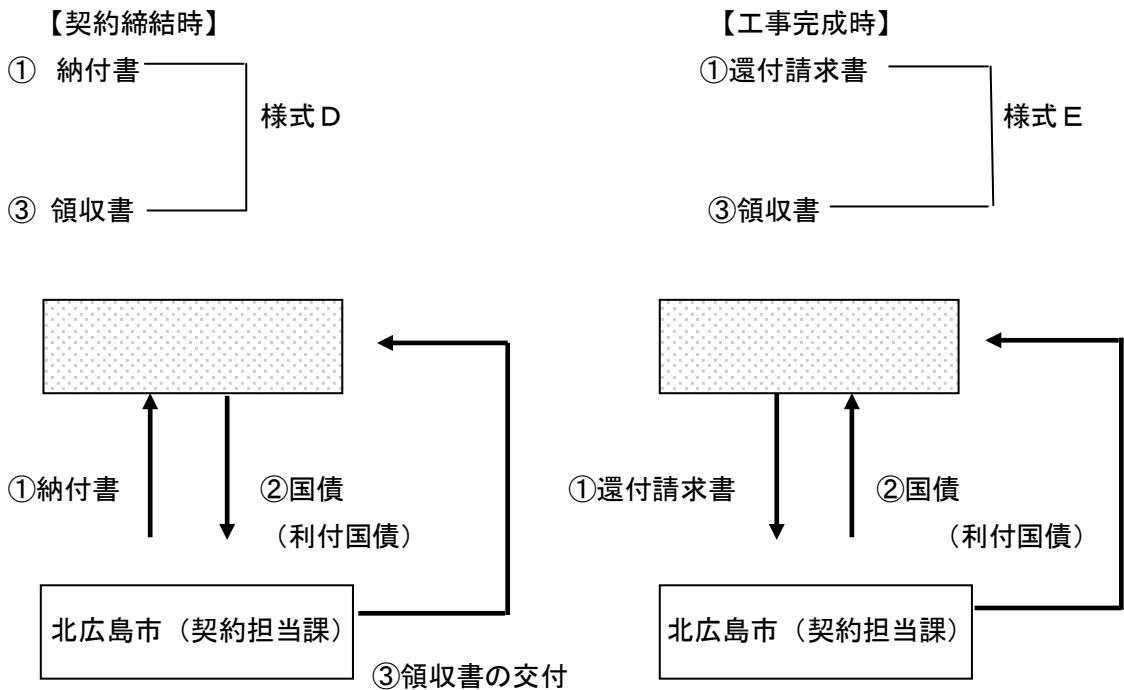 【契約締結時】
① 納付書
様式D
③ 領収書
①納付書
②国債
（利付国債）
北広島市（契約担当課）
③領収書の交付
【工事完成時】
①還付請求書
様式E
③領収書
①還付請求書
②国債
（利付国債）
北広島市（契約担当課）